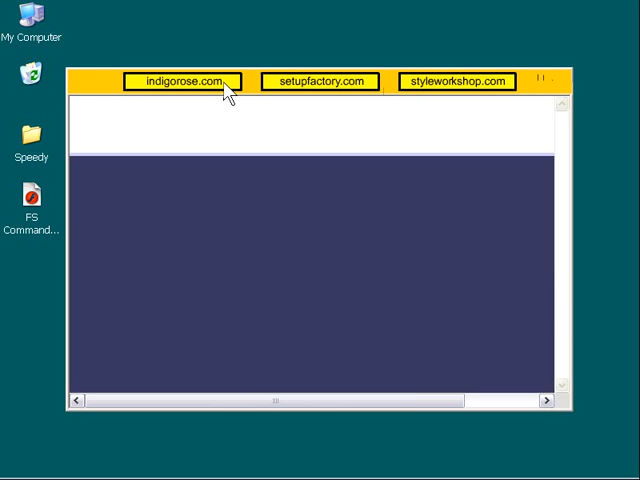 My Computer
indigorose.com
setupfactory.com
styleworkshop.com
Speedy
FS
Command...